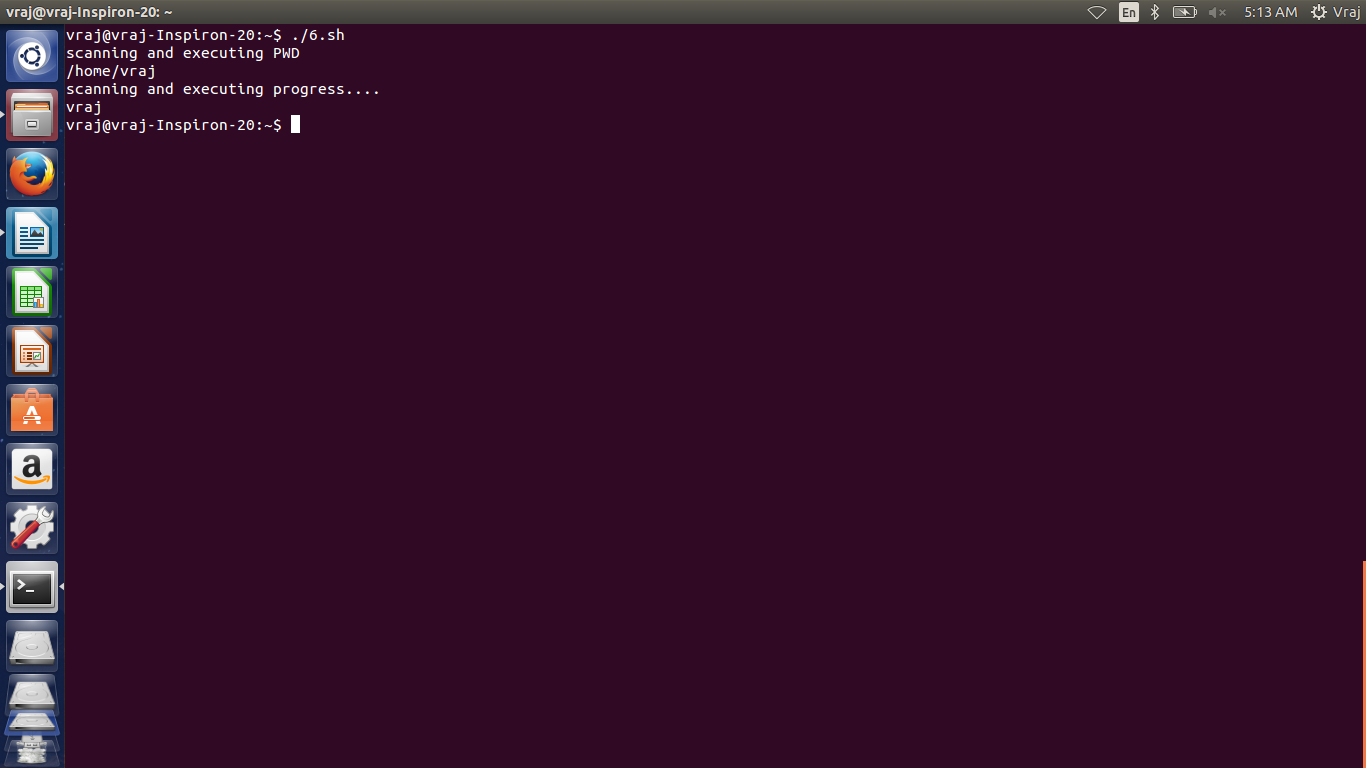 vraj@vraj-Inspiron-20: ~
En
5:13 AM
Vraj
vraj@vraj-Inspiron-20:~$ ./6.sh
scanning and executing PWD
/home/vraj
scanning and executing progress....
vraj
vraj@vraj-Inspiron-20:~$
A
a
>_